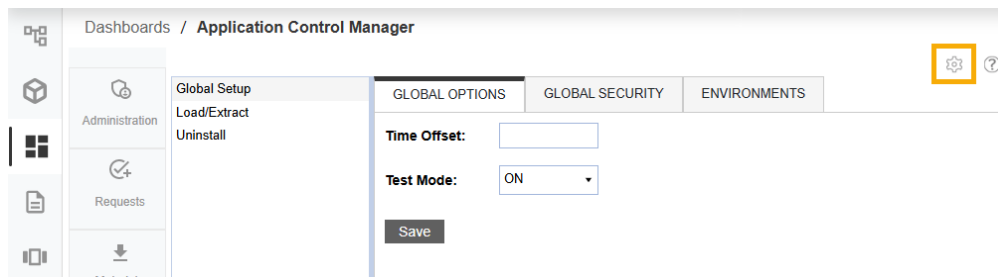 Dashboards / Application Control Manager
Administration
Requests
Global Setup
Load/Extract
Uninstall
GLOBAL OPTIONS
GLOBAL SECURITY
ENVIRONMENTS
Time Offset:
Test Mode:
ON
Save